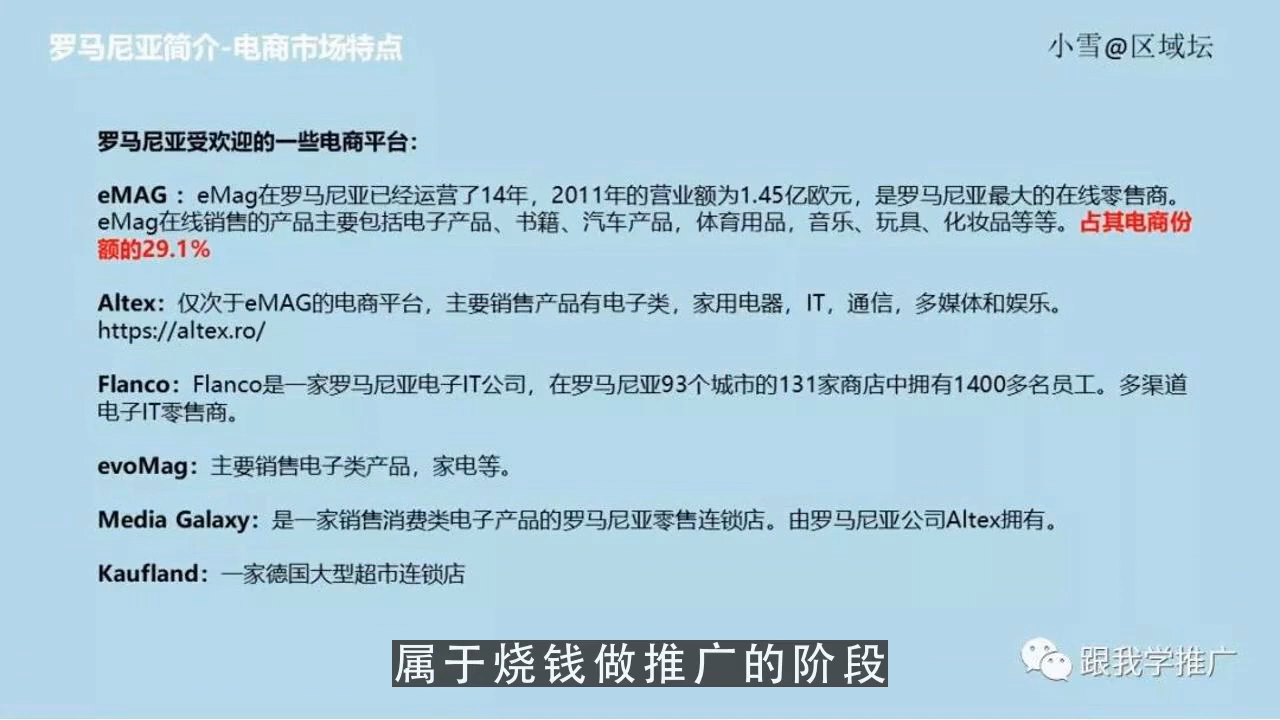 罗马尼亚简介-电商市场特点
小雪@区域坛
罗马尼亚受欢迎的一些电商平台：
eMAG ：eMag在罗马尼亚已经运营了14年，2011年的营业额为1.45亿欧元，是罗马尼亚最大的在线零售商。
eMag在线销售的产品主要包括电子产品、书籍、汽车产品，体育用品，音乐、玩具、化妆品等等。占其电商份
额的29.1%
Altex：仅次于eMAG的电商平台，主要销售产品有电子类，家用电器，IT，通信，多媒体和娱乐。
https://altex.ro/
Flanco：Flanco是一家罗马尼亚电子IT公司，在罗马尼亚93个城市的131家商店中拥有1400多名员工。多渠道
电子IT零售商。
evoMag：主要销售电子类产品，家电等。
Media Galaxy：是一家销售消费类电子产品的罗马尼亚零售连锁店。由罗马尼亚公司Altex拥有。
Kaufland：一家德国大型超市连锁店
属于烧钱做推广的阶段
跟我学推广